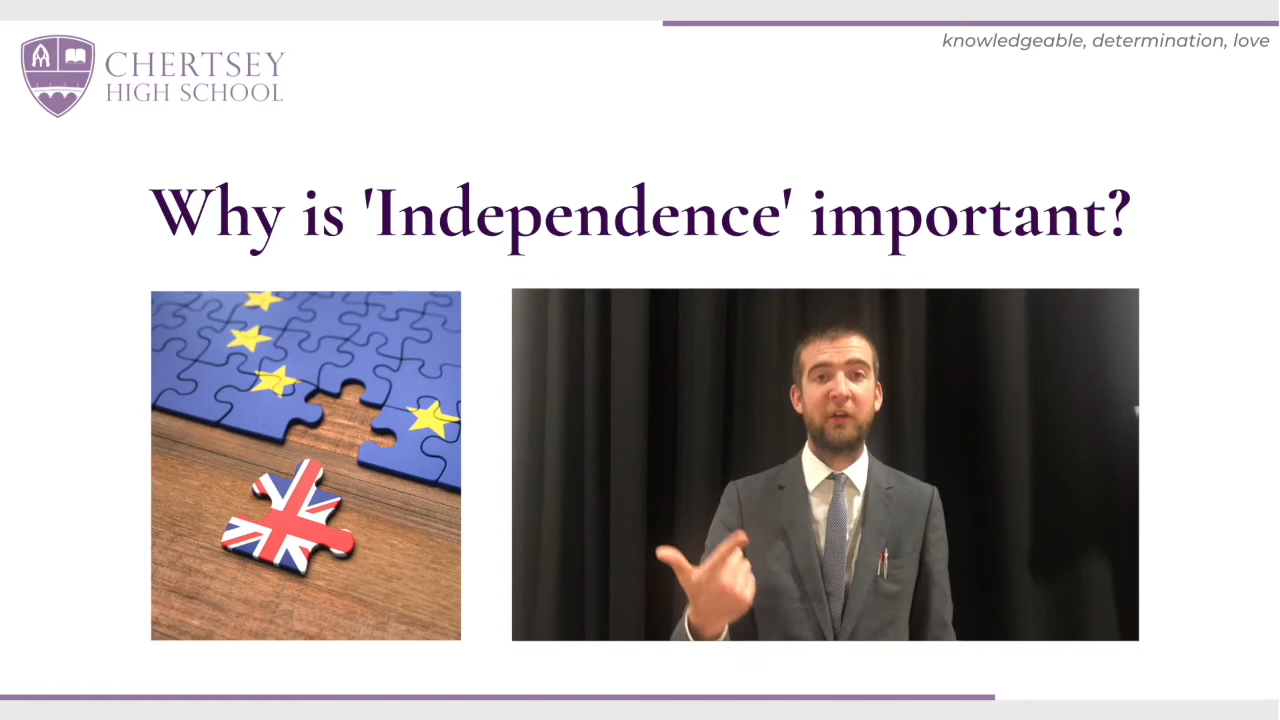 knowledgeable, determination, love
CHERTSEY
HIGH SCHOOL
Why is 'Independence' important?